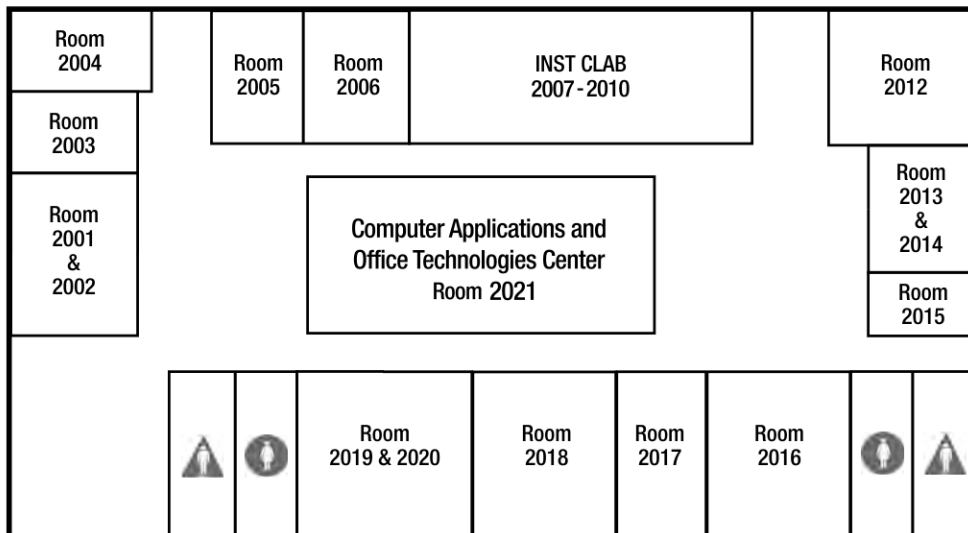 Room
2004
Room
2005
Room
2006
INST CLAB
2007-2010
Room
2012
Room
2003
Room
2001
&
2002
Computer Applications and
Office Technologies Center
Room 2021
Room
2013
&
2014
Room
2015
Room
2019 & 2020
Room
2018
Room
2017
Room
2016